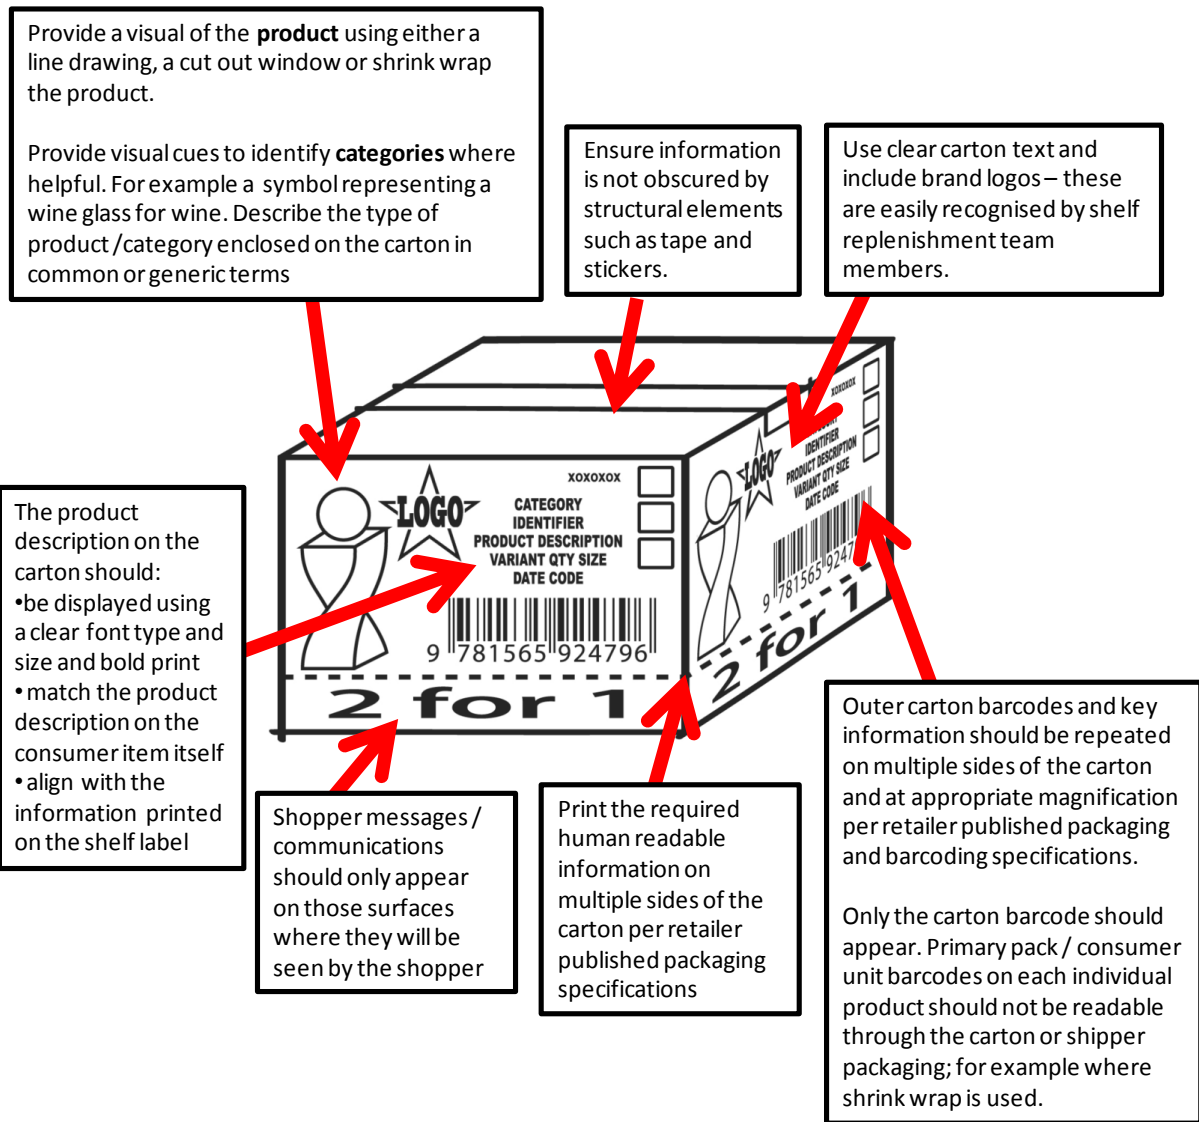 Provide a visual of the product using either a
line drawing, a cut out window or shrink wrap
the product.
Provide visual cues to identify categories where
helpful. For example a symbol representing a
wine glass for wine. Describe the type of
product /category enclosed on the carton in
common or generic terms
Ensure information
is not obscured by
structural elements
such as tape and
stickers.
Use clear carton text and
include brand logos – these
are easily recognised by shelf
replenishment team
members.
The product
description on the
carton should:
•be displayed using
a clear font type and
size and bold print
•match the product
description on the
consumer item itself
•align with the
information printed
on the shelf label
LOGO
xoxoxox
CATEGORY
IDENTIFIER
PRODUCT DESCRIPTION
VARIANT QTY SIZE
DATE CODE
9 781565 924796
2 for 1
LOGO
xoxoxox
IDENTIFIER
PRODUCT DESCRIPTION
VARIANT QTY SIZE
DATE CODE
9 781565 9247
2 for 1
Shopper messages /
communications
should only appear
on those surfaces
where they will be
seen by the shopper
Print the required
human readable
information on
multiple sides of the
carton per retailer
published packaging
specifications
Outer carton barcodes and key
information should be repeated
on multiple sides of the carton
and at appropriate magnification
per retailer published packaging
and barcoding specifications.
Only the carton barcode should
appear. Primary pack / consumer
unit barcodes on each individual
product should not be readable
through the carton or shipper
packaging; for example where
shrink wrap is used.